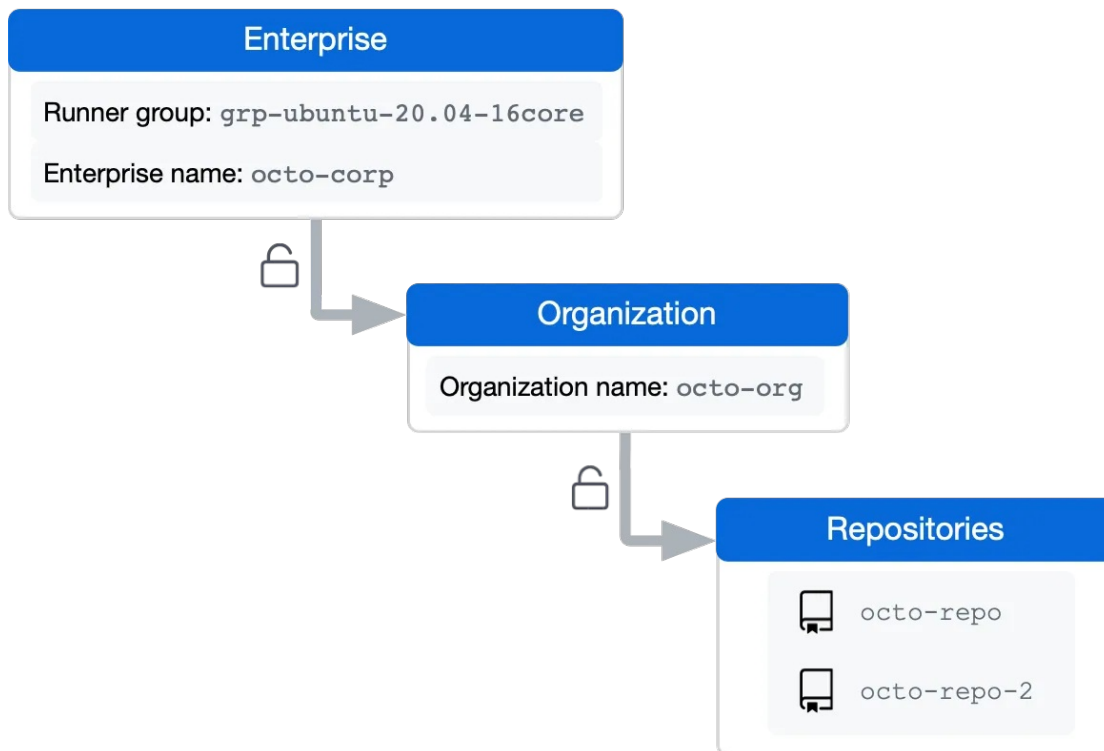 Enterprise
Runner group: grp-ubuntu-20.04-16core
Enterprise name: octo-corp
Organization
Organization name: octo-org
Repositories
octo-repo
octo-repo-2